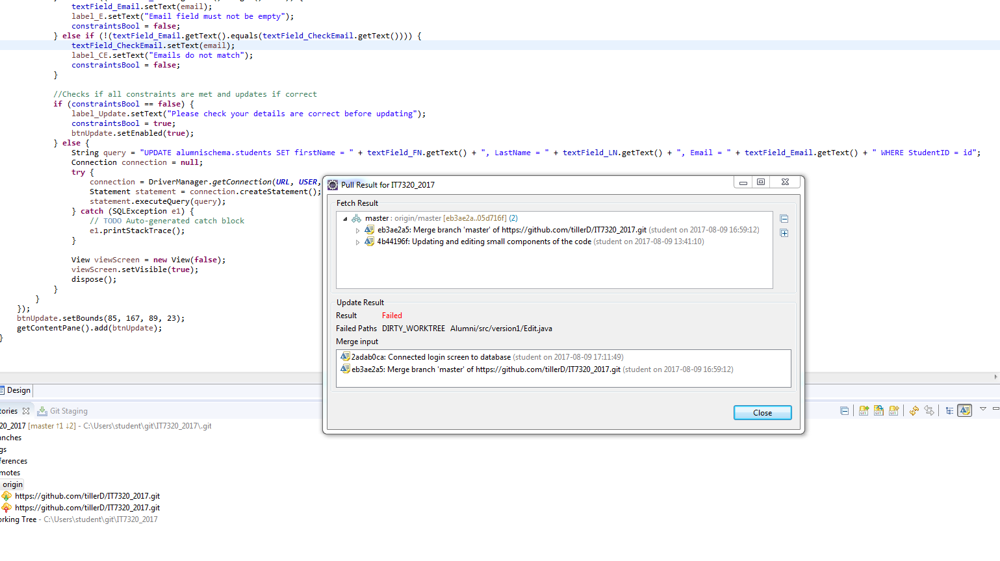 textField_Email.setText(email);
label_E.setText("Email field must not be empty");
constraintsBool = false;
} else if (!(textField_Email.getText().equals(textField_CheckEmail.getText()))) {
textField_CheckEmail.setText(email);
label_CE.setText("Emails do not match");
constraintsBool = false;
}
//Checks if all constraints are met and updates if correct
if (constraintsBool == false) {
label_Update.setText("Please check your details are correct before updating");
constraintsBool = true;
btnUpdate.setEnabled(true);
} else {
String query = "UPDATE alumnischema.students SET firstName = " + textField_FN.getText() + ", LastName = " + textField_LN.getText() + ", Email = " + textField_Email.getText() + " WHERE StudentID = id";
Connection connection = null;
try {
connection = DriverManager.getConnection(URL, USER,
Statement statement = connection.createStatement();
statement.executeQuery(query);
} catch (SQLException e1) {
// TODO Auto-generated catch block
e1.printStackTrace();
}
View viewScreen = new View(false);
viewScreen.setVisible(true);
dispose();
}
}
});
btnUpdate.setBounds(85, 167, 89, 23);
getContentPane().add(btnUpdate);
}
Pull Result for IT7320_2017
Fetch Result
master : origin/master [eb3ae2a..05d716f] (2)
eb3ae2a5: Merge branch 'master' of https://github.com/tillerD/IT7320_2017.git (student on 2017-08-09 16:59:12)
4b44196f: Updating and editing small components of the code (student on 2017-08-09 13:41:10)
Update Result
Result Failed
Failed Paths DIRTY_WORKTREE Alumni/src/version1/Edit.java
Merge input
2adab0ca: Connected login screen to database (student on 2017-08-09 17:11:49)
eb3ae2a5: Merge branch 'master' of https://github.com/tillerD/IT7320_2017.git (student on 2017-08-09 16:59:12)
Close
Design
tories Git Staging
20_2017 [master ↑1 ↓2] - C:\Users\student\git\IT7320_2017\.git
anches
gs
ferences
motes
origin
https://github.com/tillerD/IT7320_2017.git
https://github.com/tillerD/IT7320_2017.git
orking Tree - C:\Users\student\git\IT7320_2017